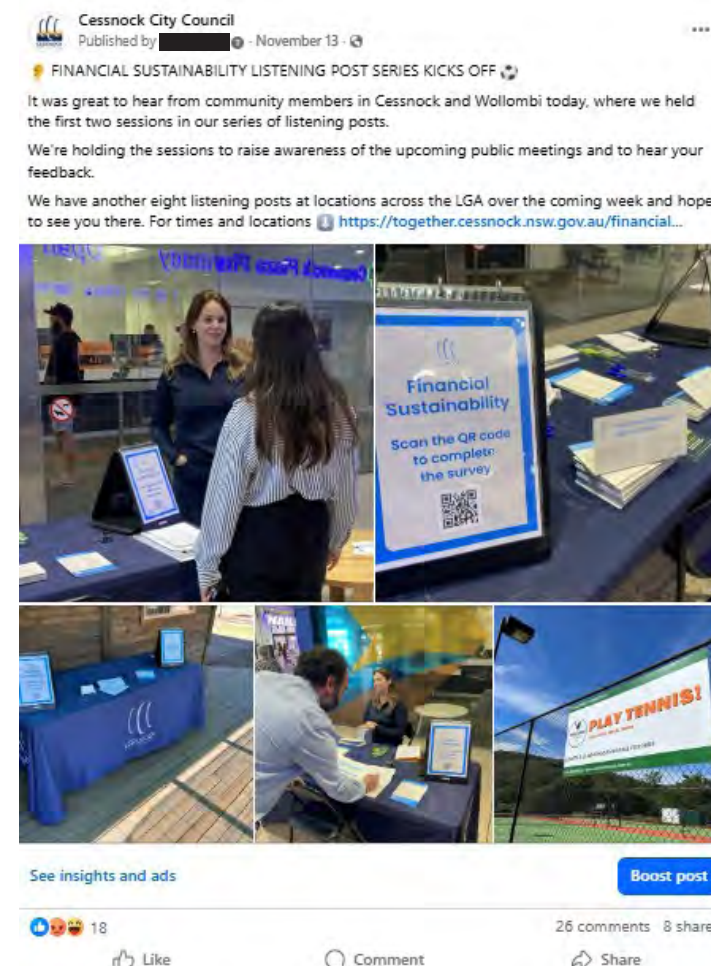 Cessnock City Council
Published by · November 13 ·
FINANCIAL SUSTAINABILITY LISTENING POST SERIES KICKS OFF
It was great to hear from community members in Cessnock and Wollombi today, where we held
the first two sessions in our series of listening posts.
We're holding the sessions to raise awareness of the upcoming public meetings and to hear your
feedback.
We have another eight listening posts at locations across the LGA over the coming week and hope
to see you there. For times and locations https://together.cessnock.nsw.gov.au/financial...
Cessnock Plaza Pharmacy
Financial
Sustainability
Scan the QR code
to complete
the survey
PLAY TENNIS!
See insights and ads
Boost post
18
26 comments 8 share
Like
Comment
Share